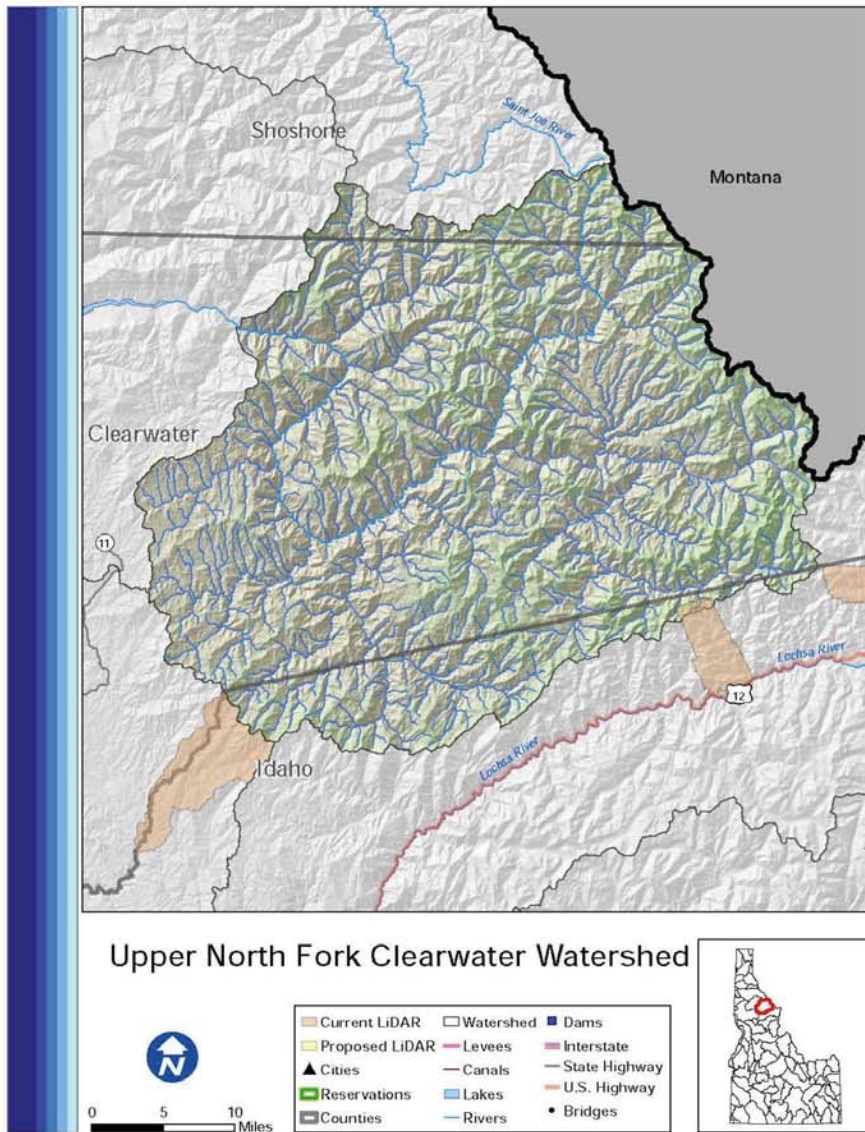 Saint Joe River
Shoshone
Montana
Clearwater
11
Lochsa River
12
Idaho
Lochsa River
Upper North Fork Clearwater Watershed
N
0 5 10
Miles
Current LiDAR
Proposed LiDAR
Cities
Reservations
Counties
Watershed
Levees
Canals
Lakes
Rivers
Dams
Interstate
State Highway
U.S. Highway
Bridges